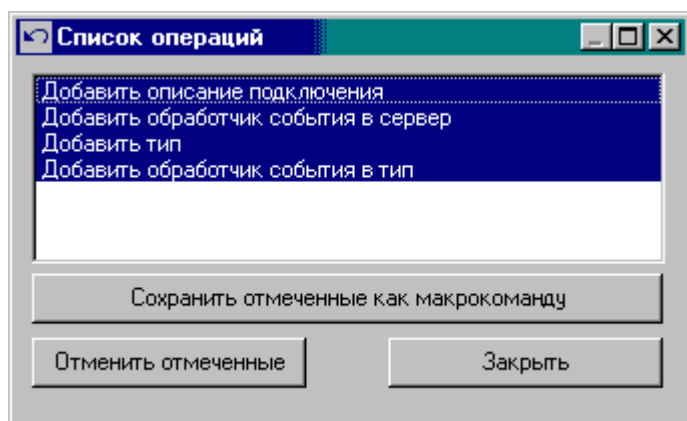 Список операций
Добавить описание подключения
Добавить обработчик события в сервер
Добавить тип
Добавить обработчик события в тип
Сохранить отмеченные как макрокоманду
Отменить отмеченные
Закрыть